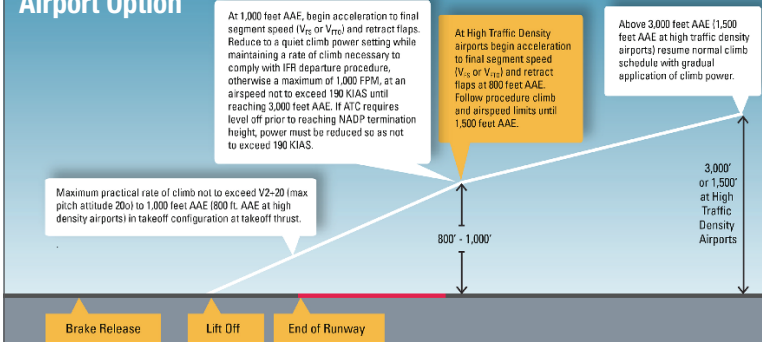 Airport Option
At 1,000 feet AAE, begin acceleration to final
segment speed (VFS or VFTO) and retract flaps.
Reduce to a quiet climb power setting while
maintaining a rate of climb necessary to
comply with IFR departure procedure,
otherwise a maximum of 1,000 FPM, at an
airspeed not to exceed 190 KIAS until
reaching 3,000 feet AAE. If ATC requires
level off prior to reaching NADP termination
height, power must be reduced so as not
to exceed 190 KIAS.
At High Traffic Density
airports begin acceleration
to final segment speed
(VFS or VFTO) and retract
flaps at 800 feet AAE.
Follow procedure climb
and airspeed limits until
1,500 feet AAE.
Above 3,000 feet AAE (1,500
feet AAE at high traffic density
airports) resume normal climb
schedule with gradual
application of climb power.
Maximum practical rate of climb not to exceed V2+20 (max
pitch attitude 20o) to 1,000 feet AAE (800 ft. AAE at high
density airports) in takeoff configuration at takeoff thrust.
.
3,000'
or 1,500'
at High
Traffic
Density
Airports
800' - 1,000'
Brake Release
Lift Off
End of Runway